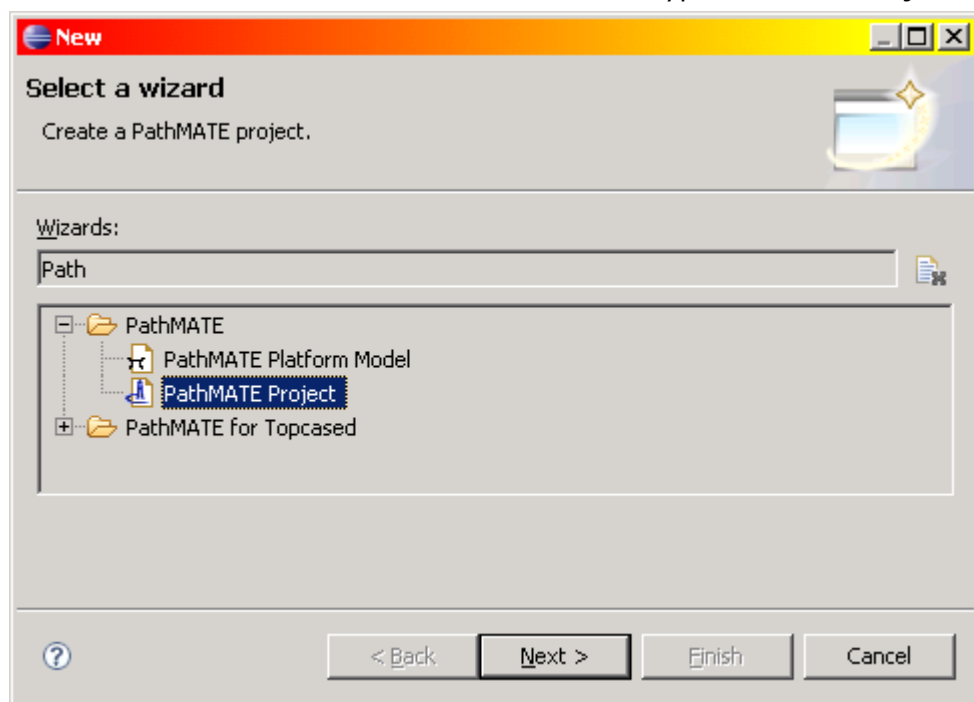 New
Select a wizard
Create a PathMATE project.
Wizards:
Path
PathMATE
PathMATE Platform Model
PathMATE Project
PathMATE for Topcased
< Back Next > Finish Cancel